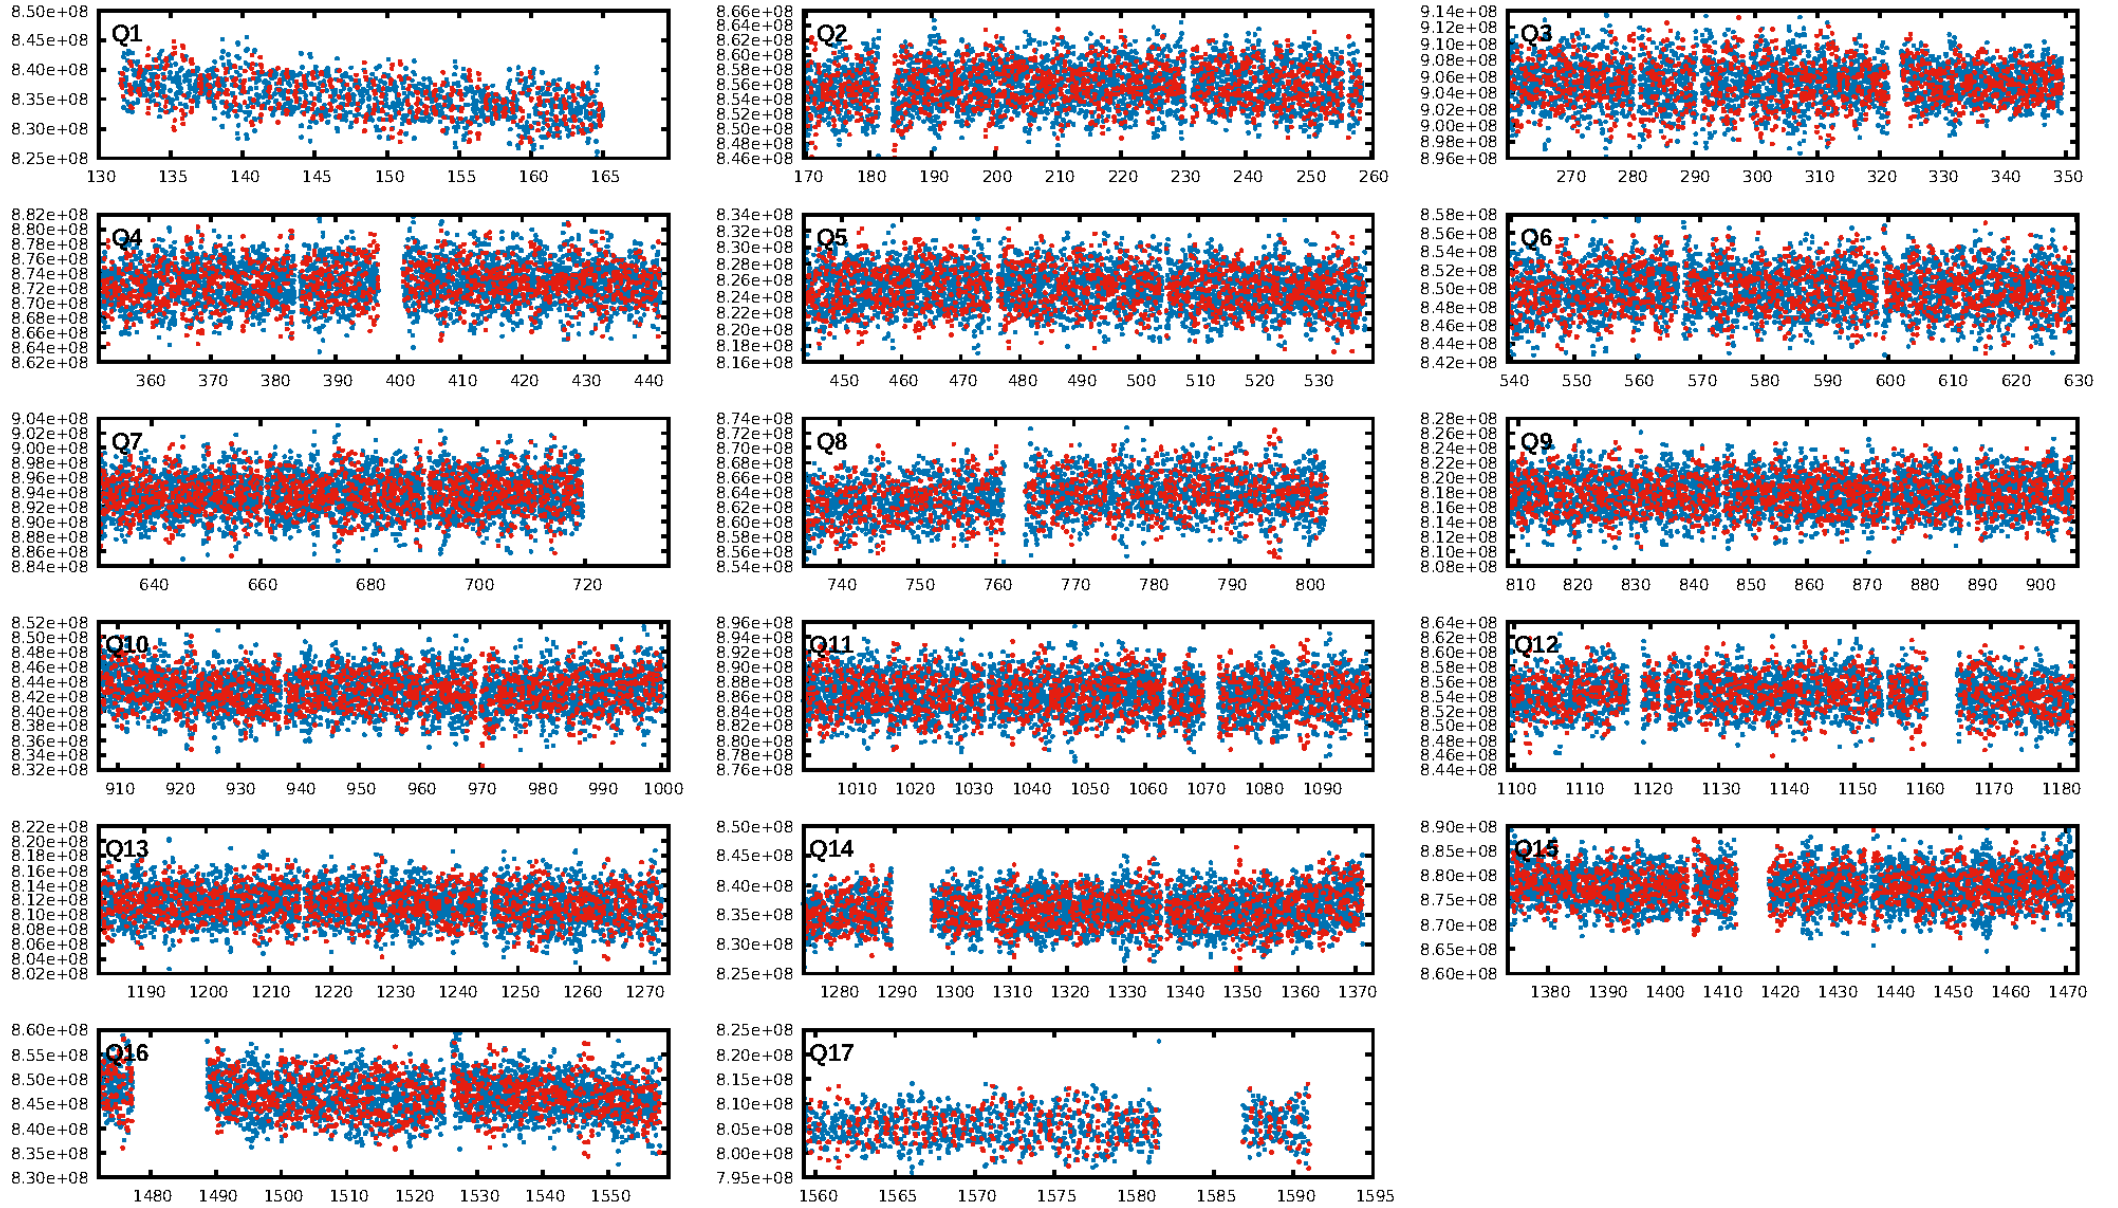 8.50e+08
8.45e+08
8.40e+08
8.35e+08
8.30e+08
8.25e+08
Q1
130 135 140 145 150 155 160 165
8.66e+08
8.64e+08
8.62e+08
8.60e+08
8.58e+08
8.56e+08
8.54e+08
8.52e+08
8.50e+08
8.48e+08
8.46e+08
Q2
170 180 190 200 210 220 230 240 250 260
9.14e+08
9.12e+08
9.10e+08
9.08e+08
9.06e+08
9.04e+08
9.02e+08
9.00e+08
8.98e+08
8.96e+08
Q3
270 280 290 300 310 320 330 340 350
8.82e+08
8.80e+08
8.78e+08
8.76e+08
8.74e+08
8.72e+08
8.70e+08
8.68e+08
8.66e+08
8.64e+08
8.62e+08
Q4
360 370 380 390 400 410 420 430 440
8.34e+08
8.32e+08
8.30e+08
8.28e+08
8.26e+08
8.24e+08
8.22e+08
8.20e+08
8.18e+08
8.16e+08
Q5
450 460 470 480 490 500 510 520 530
8.58e+08
8.56e+08
8.54e+08
8.52e+08
8.50e+08
8.48e+08
8.46e+08
8.44e+08
8.42e+08
Q6
540 550 560 570 580 590 600 610 620 630
9.04e+08
9.02e+08
9.00e+08
8.98e+08
8.96e+08
8.94e+08
8.92e+08
8.90e+08
8.88e+08
8.86e+08
8.84e+08
Q7
640 660 680 700 720
8.74e+08
8.72e+08
8.70e+08
8.68e+08
8.66e+08
8.64e+08
8.62e+08
8.60e+08
8.58e+08
8.56e+08
8.54e+08
Q8
740 750 760 770 780 790 800
8.28e+08
8.26e+08
8.24e+08
8.22e+08
8.20e+08
8.18e+08
8.16e+08
8.14e+08
8.12e+08
8.10e+08
8.08e+08
Q9
810 820 830 840 850 860 870 880 890 900
8.52e+08
8.50e+08
8.48e+08
8.46e+08
8.44e+08
8.42e+08
8.40e+08
8.38e+08
8.36e+08
8.34e+08
8.32e+08
Q10
910 920 930 940 950 960 970 980 990 1000
8.96e+08
8.94e+08
8.92e+08
8.90e+08
8.88e+08
8.86e+08
8.84e+08
8.82e+08
8.80e+08
8.78e+08
8.76e+08
Q11
1010 1020 1030 1040 1050 1060 1070 1080 1090
8.64e+08
8.62e+08
8.60e+08
8.58e+08
8.56e+08
8.54e+08
8.52e+08
8.50e+08
8.48e+08
8.46e+08
8.44e+08
Q12
1100 1110 1120 1130 1140 1150 1160 1170 1180
8.22e+08
8.20e+08
8.18e+08
8.16e+08
8.14e+08
8.12e+08
8.10e+08
8.08e+08
8.06e+08
8.04e+08
8.02e+08
Q13
1190 1200 1210 1220 1230 1240 1250 1260 1270
8.50e+08
8.45e+08
8.40e+08
8.35e+08
8.30e+08
8.25e+08
Q14
1280 1290 1300 1310 1320 1330 1340 1350 1360 1370
8.90e+08
8.85e+08
8.80e+08
8.75e+08
8.70e+08
8.65e+08
8.60e+08
Q15
1380 1390 1400 1410 1420 1430 1440 1450 1460 1470
8.60e+08
8.55e+08
8.50e+08
8.45e+08
8.40e+08
8.35e+08
8.30e+08
Q16
1480 1490 1500 1510 1520 1530 1540 1550
8.25e+08
8.20e+08
8.15e+08
8.10e+08
8.05e+08
8.00e+08
7.95e+08
Q17
1560 1565 1570 1575 1580 1585 1590 1595